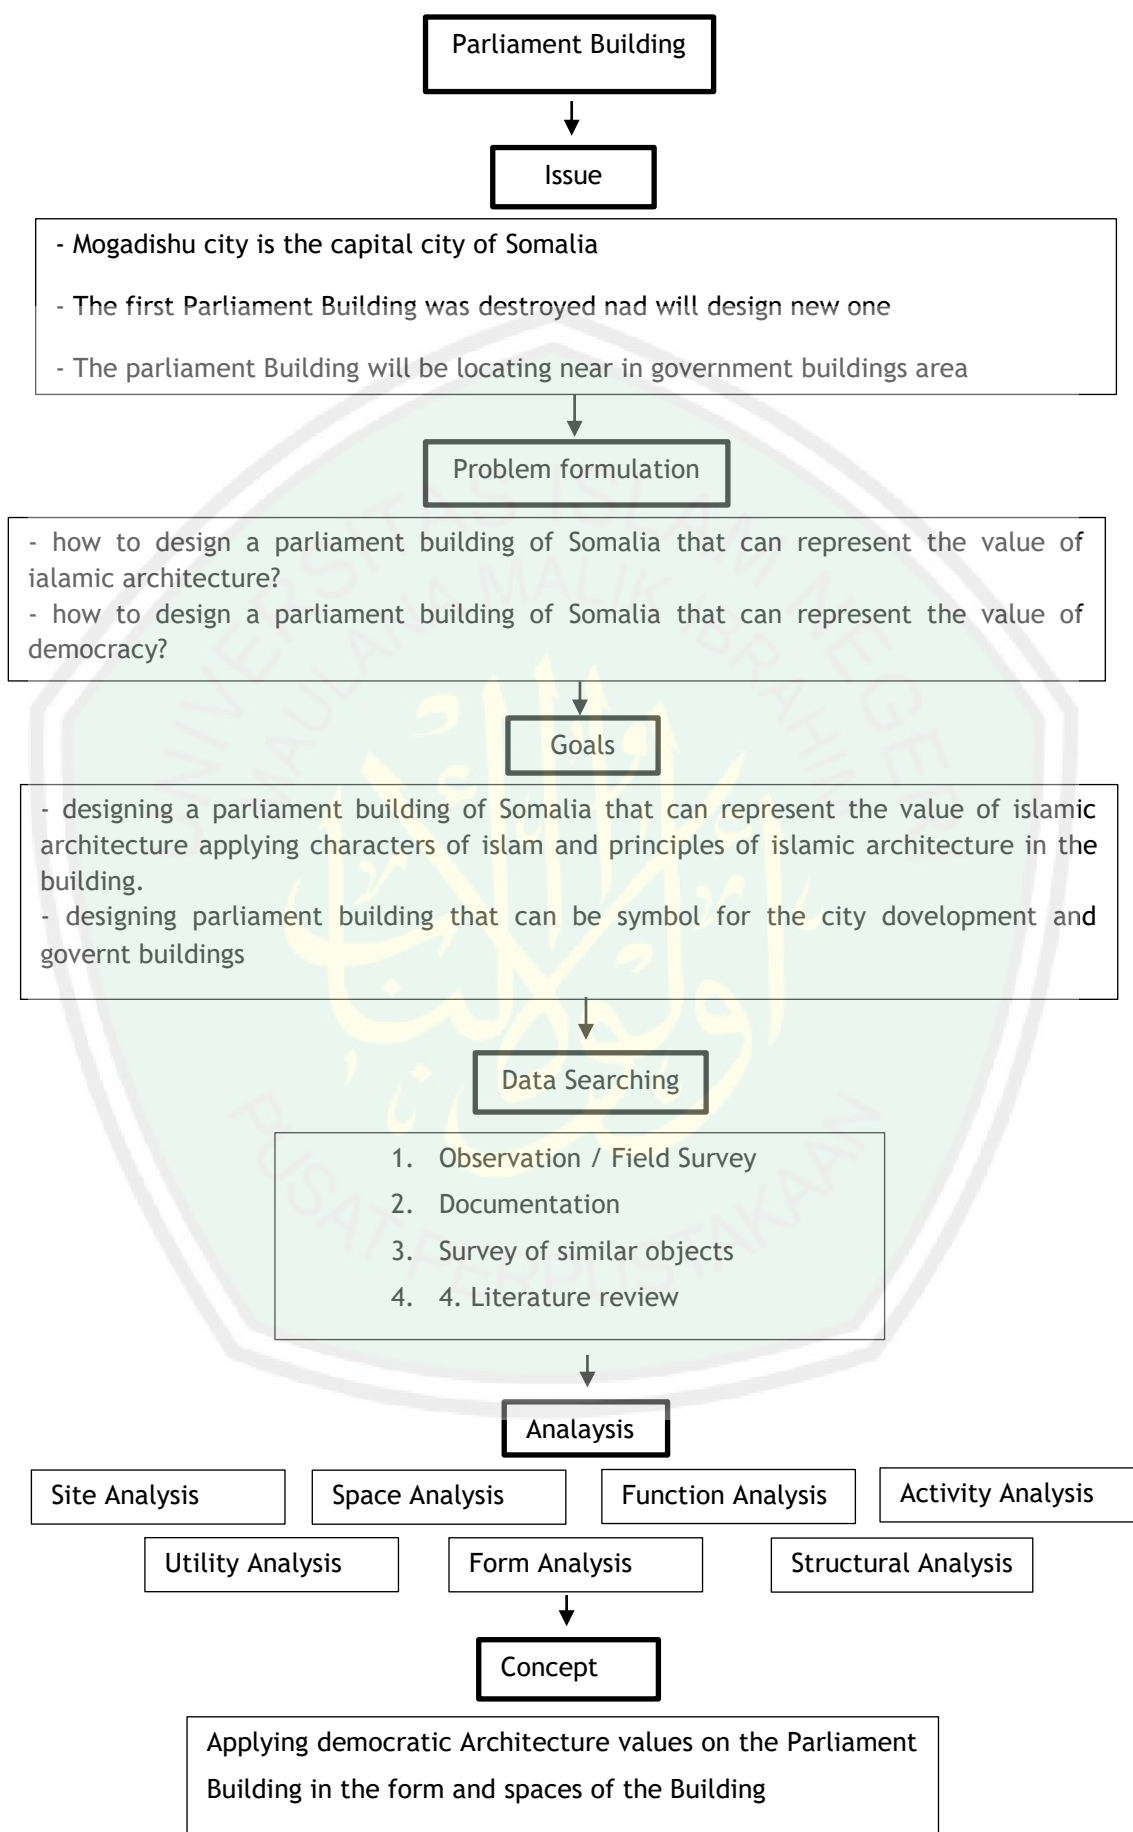 Parliament Building
Issue
- Mogadishu city is the capital city of Somalia
- The first Parliament Building was destroyed nad will design new one
- The parliament Building will be locating near in government buildings area
Problem formulation
- how to design a parliament building of Somalia that can represent the value of
ialamic architecture?
- how to design a parliament building of Somalia that can represent the value of
democracy?
Goals
- designing a parliament building of Somalia that can represent the value of islamic
architecture applying characters of islam and principles of islamic architecture in the
building.
- designing parliament building that can be symbol for the city dovelopment and
governt buildings
Data Searching
1. Observation / Field Survey
2. Documentation
3. Survey of similar objects
4. 4. Literature review
Analaysis
Site Analysis
Space Analysis
Function Analysis
Activity Analysis
Utility Analysis
Form Analysis
Structural Analysis
Concept
Applying democratic Architecture values on the Parliament
Building in the form and spaces of the Building
UNIVERSITAS ISLAM NEGERI
MAULANA MALIK IBRAHIM
PUSAT PERPUSTAKAAN